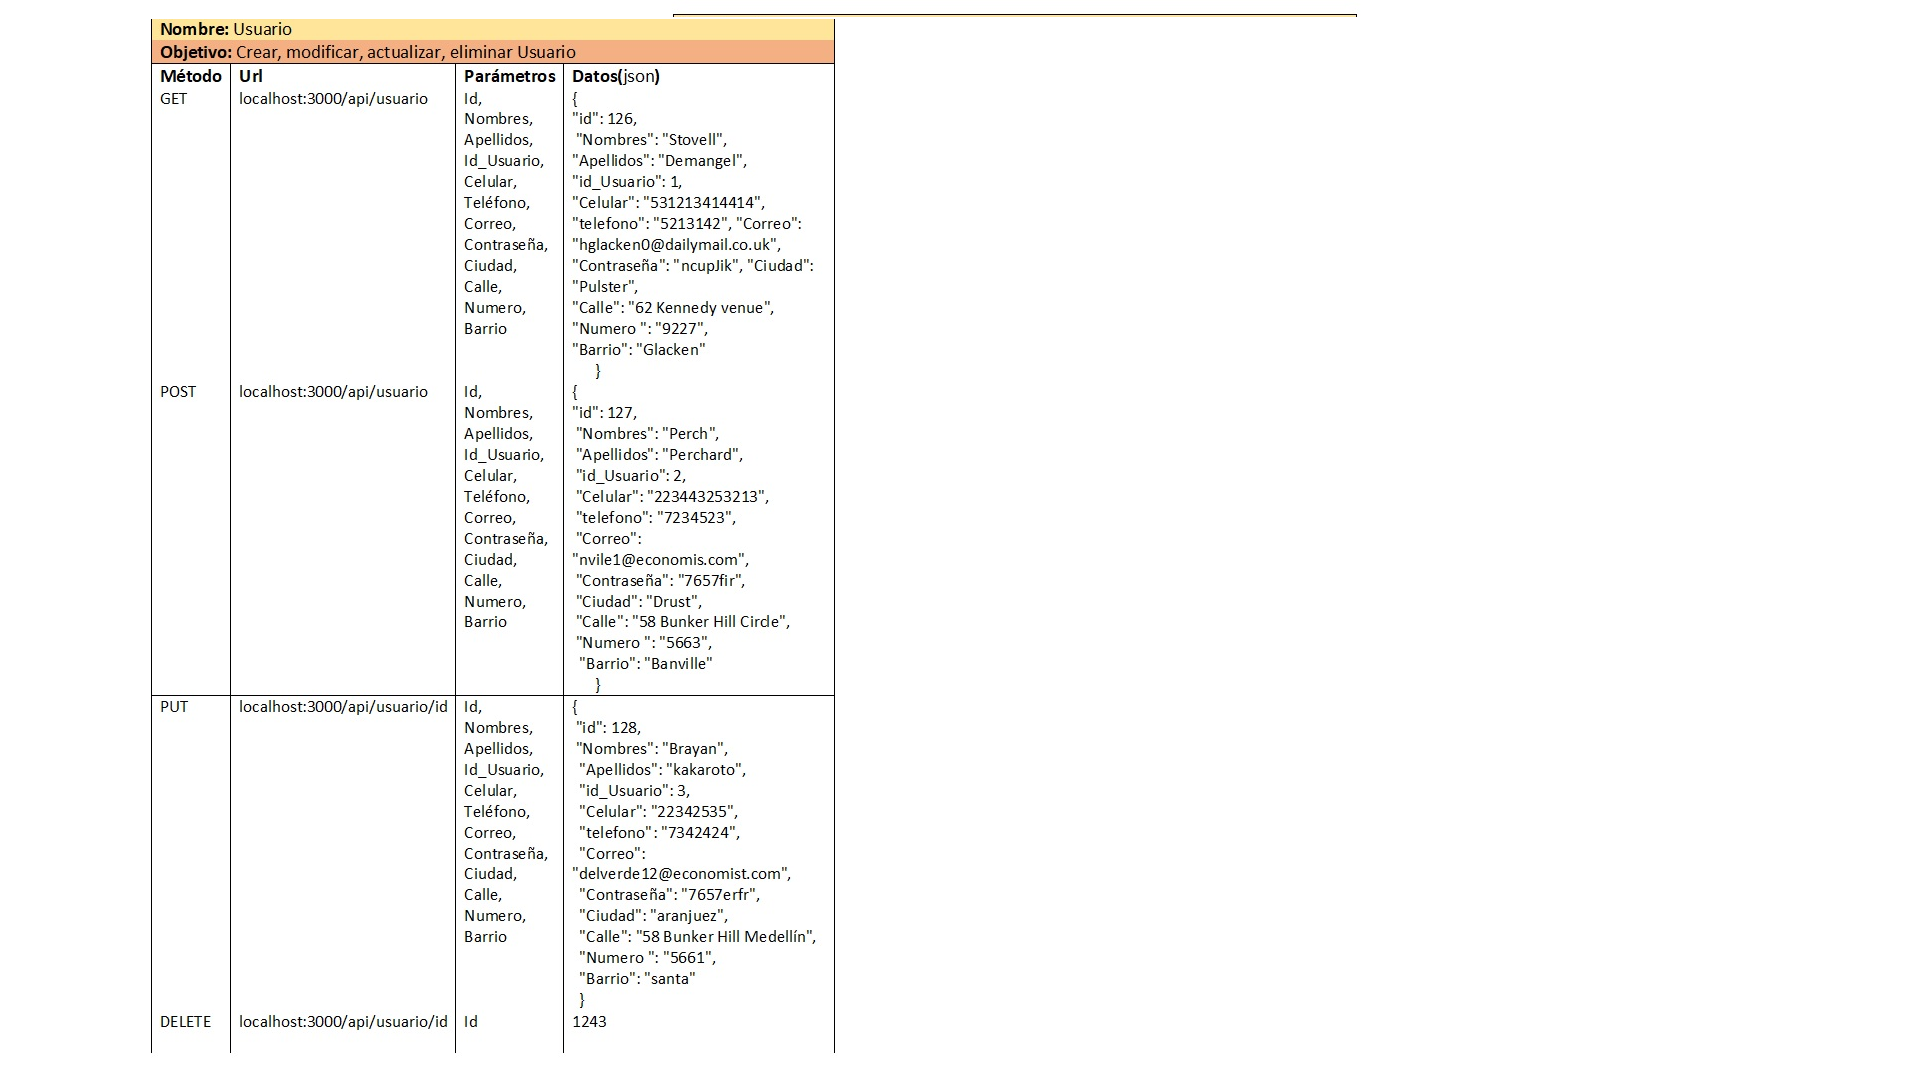 Nombre: Usuario
Objetivo: Crear, modificar, actualizar, eliminar Usuario
Método Url Parámetros Datos(json)
GET localhost:3000/api/usuario Id, {
Nombres, "id": 126,
Apellidos, "Nombres": "Stovell",
Id_Usuario, "Apellidos": "Demangel",
Celular, "id_Usuario": 1,
Teléfono, "Celular": "531213414414",
Correo, "telefono": "5213142", "Correo":
Contraseña, "hglacken0@dailymail.co.uk",
Ciudad, "Contraseña": "ncupJik", "Ciudad":
Calle, "Pulster",
Numero, "Calle": "62 Kennedy venue",
Barrio "Numero ": "9227",
"Barrio": "Glacken"
}
POST localhost:3000/api/usuario Id, {
Nombres, "id": 127,
Apellidos, "Nombres": "Perch",
Id_Usuario, "Apellidos": "Perchard",
Celular, "id_Usuario": 2,
Teléfono, "Celular": "223443253213",
Correo, "telefono": "7234523",
Contraseña, "Correo":
Ciudad, "nvile1@economis.com",
Calle, "Contraseña": "7657fir",
Numero, "Ciudad": "Drust",
Barrio "Calle": "58 Bunker Hill Circle",
"Numero ": "5663",
"Barrio": "Banville"
}
PUT localhost:3000/api/usuario/id Id, {
Nombres, "id": 128,
Apellidos, "Nombres": "Brayan",
Id_Usuario, "Apellidos": "kakaroto",
Celular, "id_Usuario": 3,
Teléfono, "Celular": "22342535",
Correo, "telefono": "7342424",
Contraseña, "Correo":
Ciudad, "delverde12@economist.com",
Calle, "Contraseña": "7657erfr",
Numero, "Ciudad": "aranjuez",
Barrio "Calle": "58 Bunker Hill Medellín",
"Numero ": "5661",
"Barrio": "santa"
}
DELETE localhost:3000/api/usuario/id Id 1243